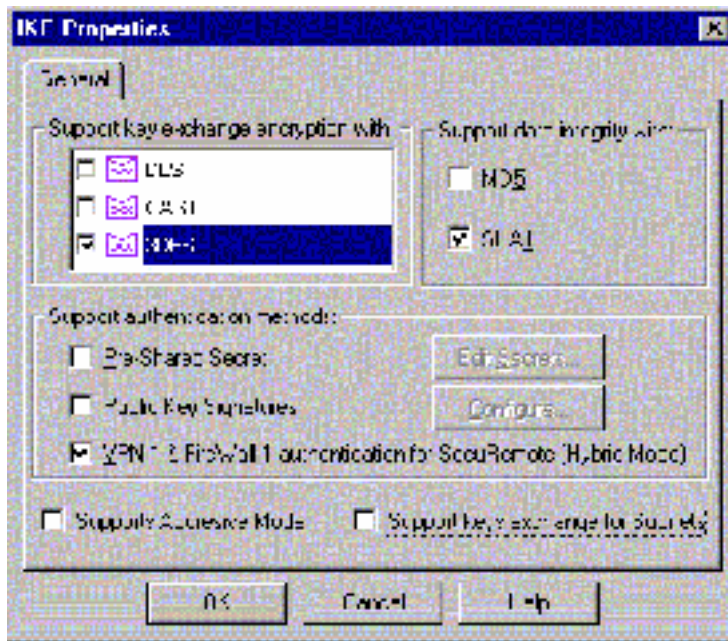 IKE Properties
General
Support key exchange encryption with:
DES
CAST
3DES
Support data integrity with:
MD5
SHA1
Support authentication methods:
Pre-Shared Secret
Edit Secrets...
Public Key Signatures
Configure...
VPN-1 & FireWall-1 authentication for SecuRemote (Hybrid Mode)
Supports Aggresive Mode
Support keys exchange for Subnets
OK
Cancel
Help